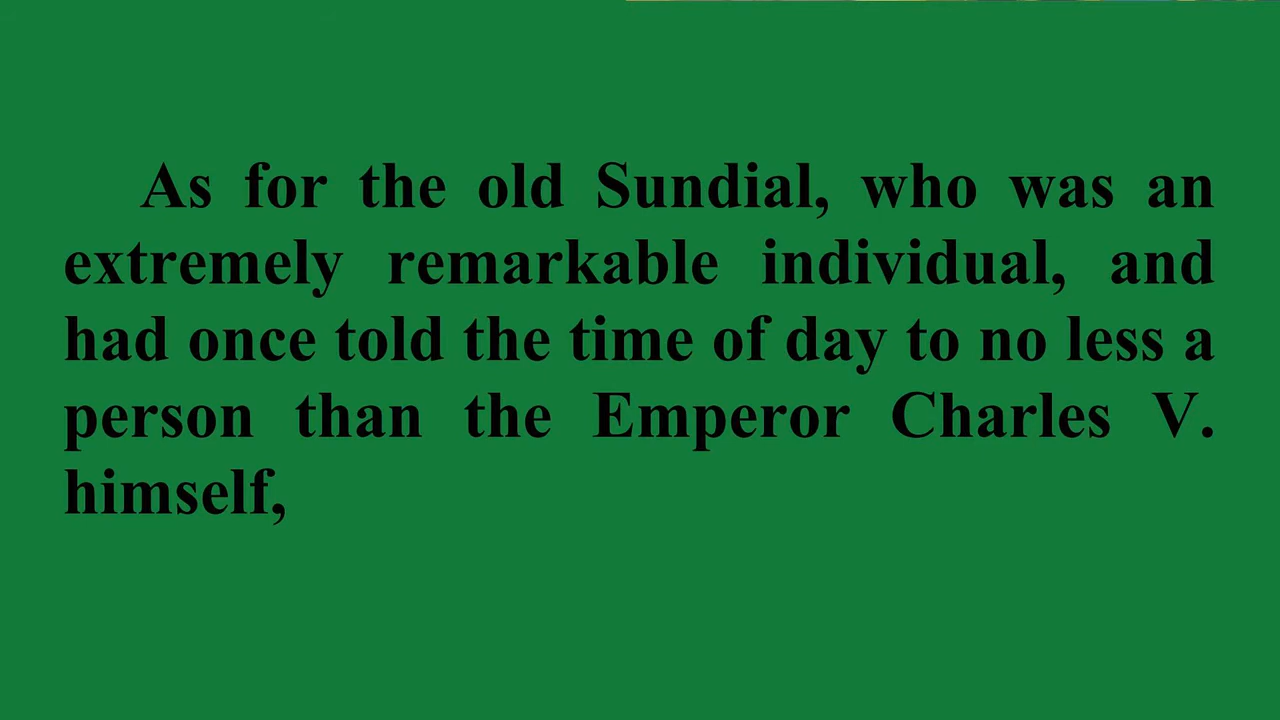 As for the old Sundial, who was an
extremely remarkable individual, and
had once told the time of day to no less a
person than the Emperor Charles V.
himself,